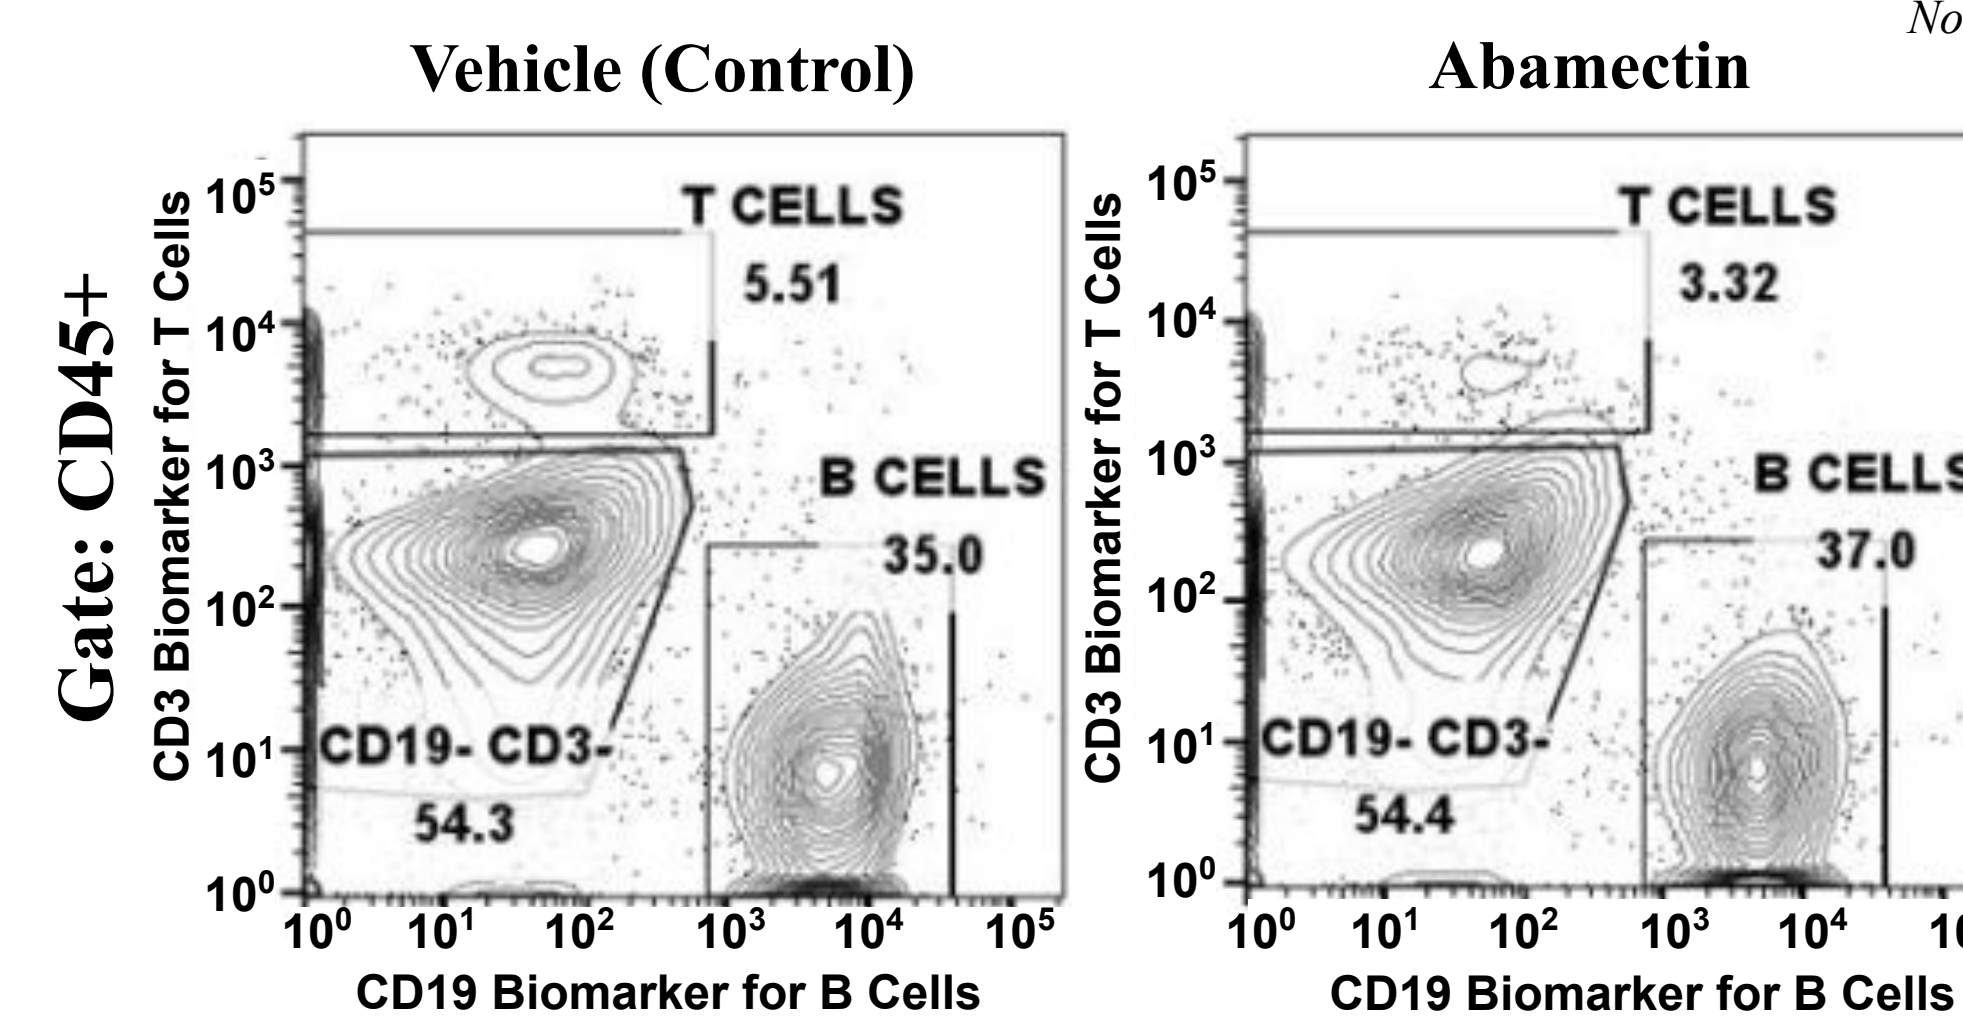 No
Vehicle (Control)
Abamectin
Gate: CD45+
CD3 Biomarker for T Cells
10⁵
10⁴
10³
10²
10¹
10⁰
T CELLS
5.51
B CELLS
35.0
CD19- CD3-
54.3
10⁰ 10¹ 10² 10³ 10⁴ 10⁵
CD19 Biomarker for B Cells
CD3 Biomarker for T Cells
10⁵
10⁴
10³
10²
10¹
10⁰
T CELLS
3.32
B CELLS
37.0
CD19- CD3-
54.4
10⁰ 10¹ 10² 10³ 10⁴ 10
CD19 Biomarker for B Cells